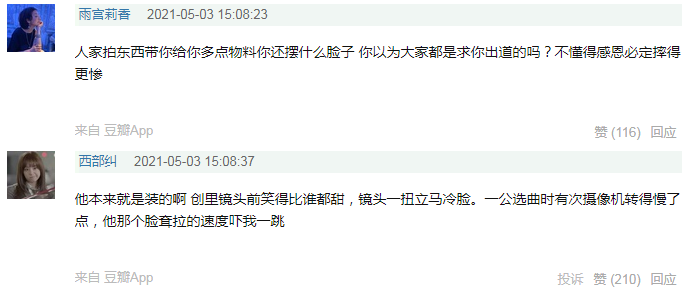 雨宫莉香 2021-05-03 15:08:23
人家拍东西带你给你多点物料你还摆什么脸子 你以为大家都是求你出道的吗？不懂得感恩必定摔得
更惨
来自 豆瓣App 赞 (116) 回应
西部纠 2021-05-03 15:08:37
他本来就是装的啊 创里镜头前笑得比谁都甜，镜头一扭立马冷脸。一公选曲时有次摄像机转得慢了
点，他那个脸耷拉的速度吓我一跳
来自 豆瓣App 投诉 赞 (210) 回应